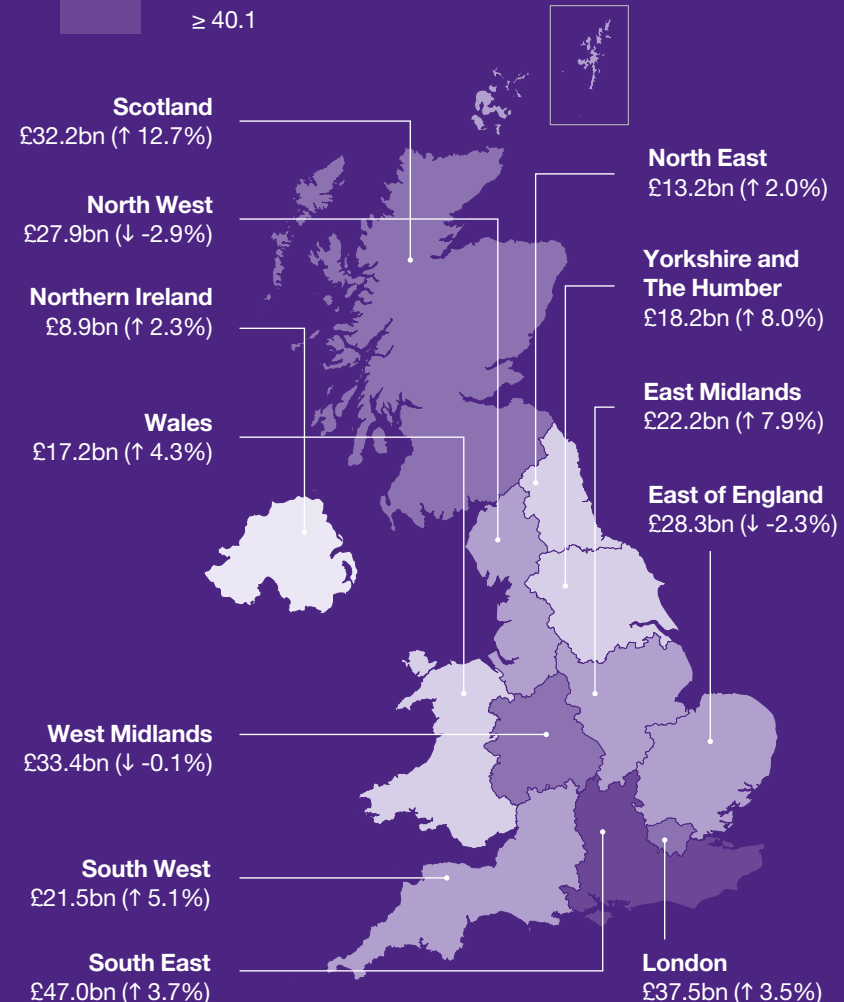 ≥ 40.1
Scotland
£32.2bn (↑ 12.7%)
North West
£27.9bn (↓ -2.9%)
Northern Ireland
£8.9bn (↑ 2.3%)
Wales
£17.2bn (↑ 4.3%)
West Midlands
£33.4bn (↓ -0.1%)
South West
£21.5bn (↑ 5.1%)
South East
£47.0bn (↑ 3.7%)
North East
£13.2bn (↑ 2.0%)
Yorkshire and
The Humber
£18.2bn (↑ 8.0%)
East Midlands
£22.2bn (↑ 7.9%)
East of England
£28.3bn (↓ -2.3%)
London
£37.5bn (↑ 3.5%)